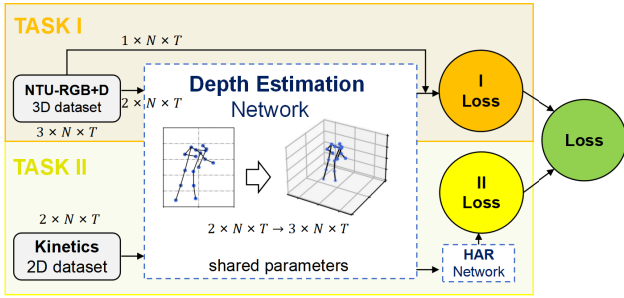 TASK I
1 × N × T
NTU-RGB+D
3D dataset
2 × N × T
3 × N × T
Depth Estimation
Network
2 × N × T → 3 × N × T
shared parameters
I
Loss
Loss
TASK II
2 × N × T
Kinetics
2D dataset
II
Loss
HAR
Network